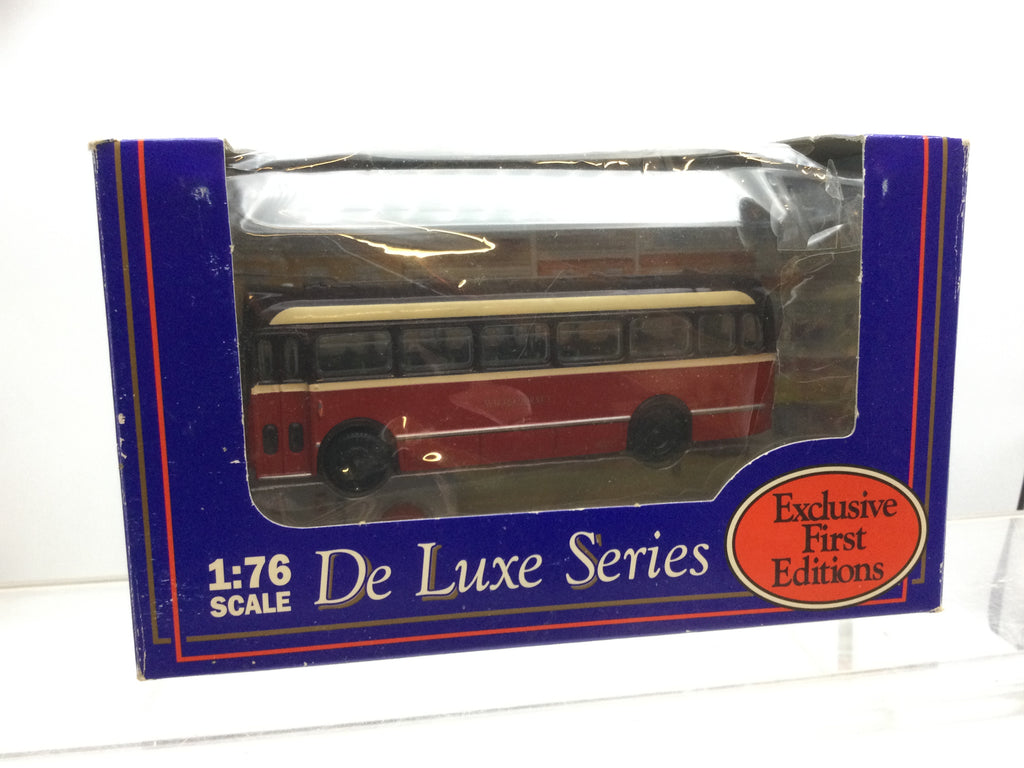 1:76
SCALE
De Luxe Series
Exclusive
First
Editions